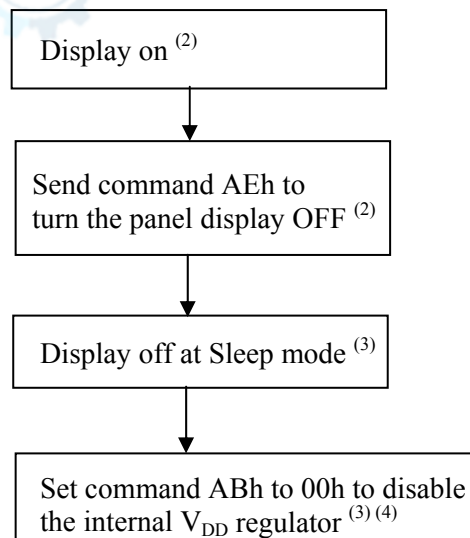 Display on (2)
Send command AEh to
turn the panel display OFF (2)
Display off at Sleep mode (3)
Set command ABh to 00h to disable
the internal VDD regulator (3) (4)